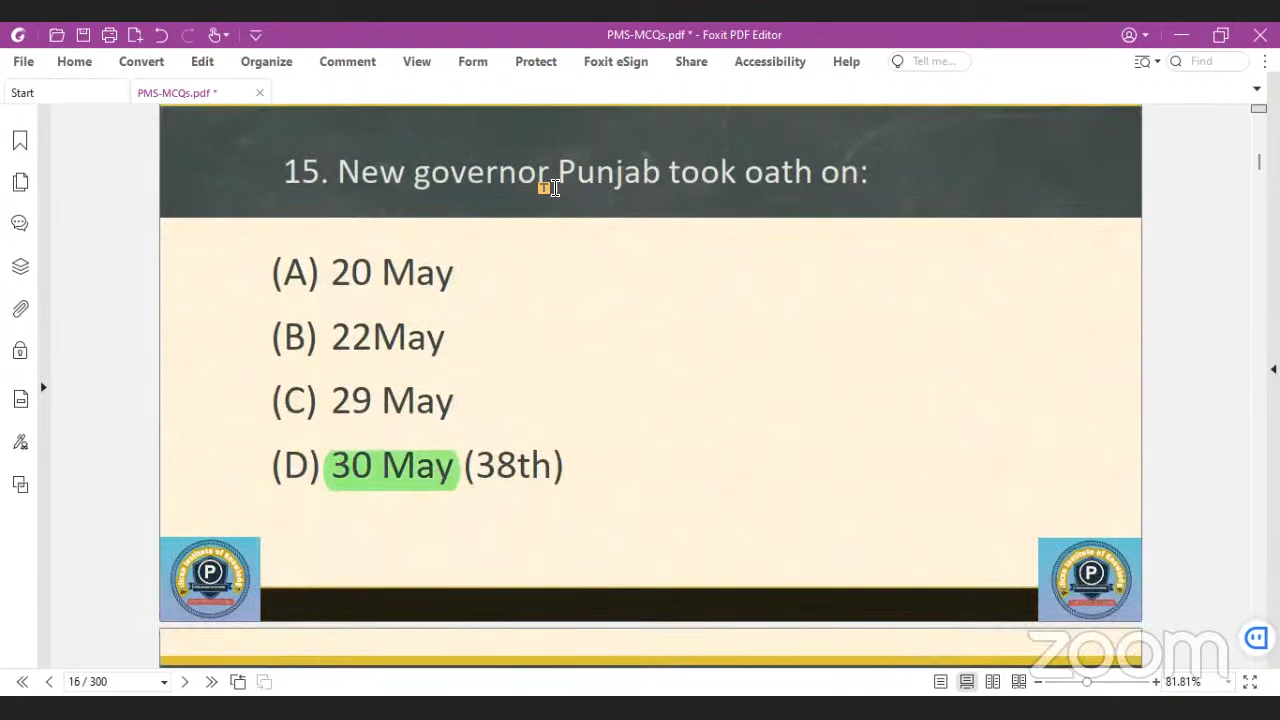 PMS-MCQs.pdf * - Foxit PDF Editor
File Home Convert Edit Organize Comment View Form Protect Foxit eSign Share Accessibility Help Tell me... Find
Start PMS-MCQs.pdf *
15. New governor Punjab took oath on:
T
(A) 20 May
(B) 22May
(C) 29 May
(D) 30 May (38th)
P
P
zoom
16 / 300 81.81%